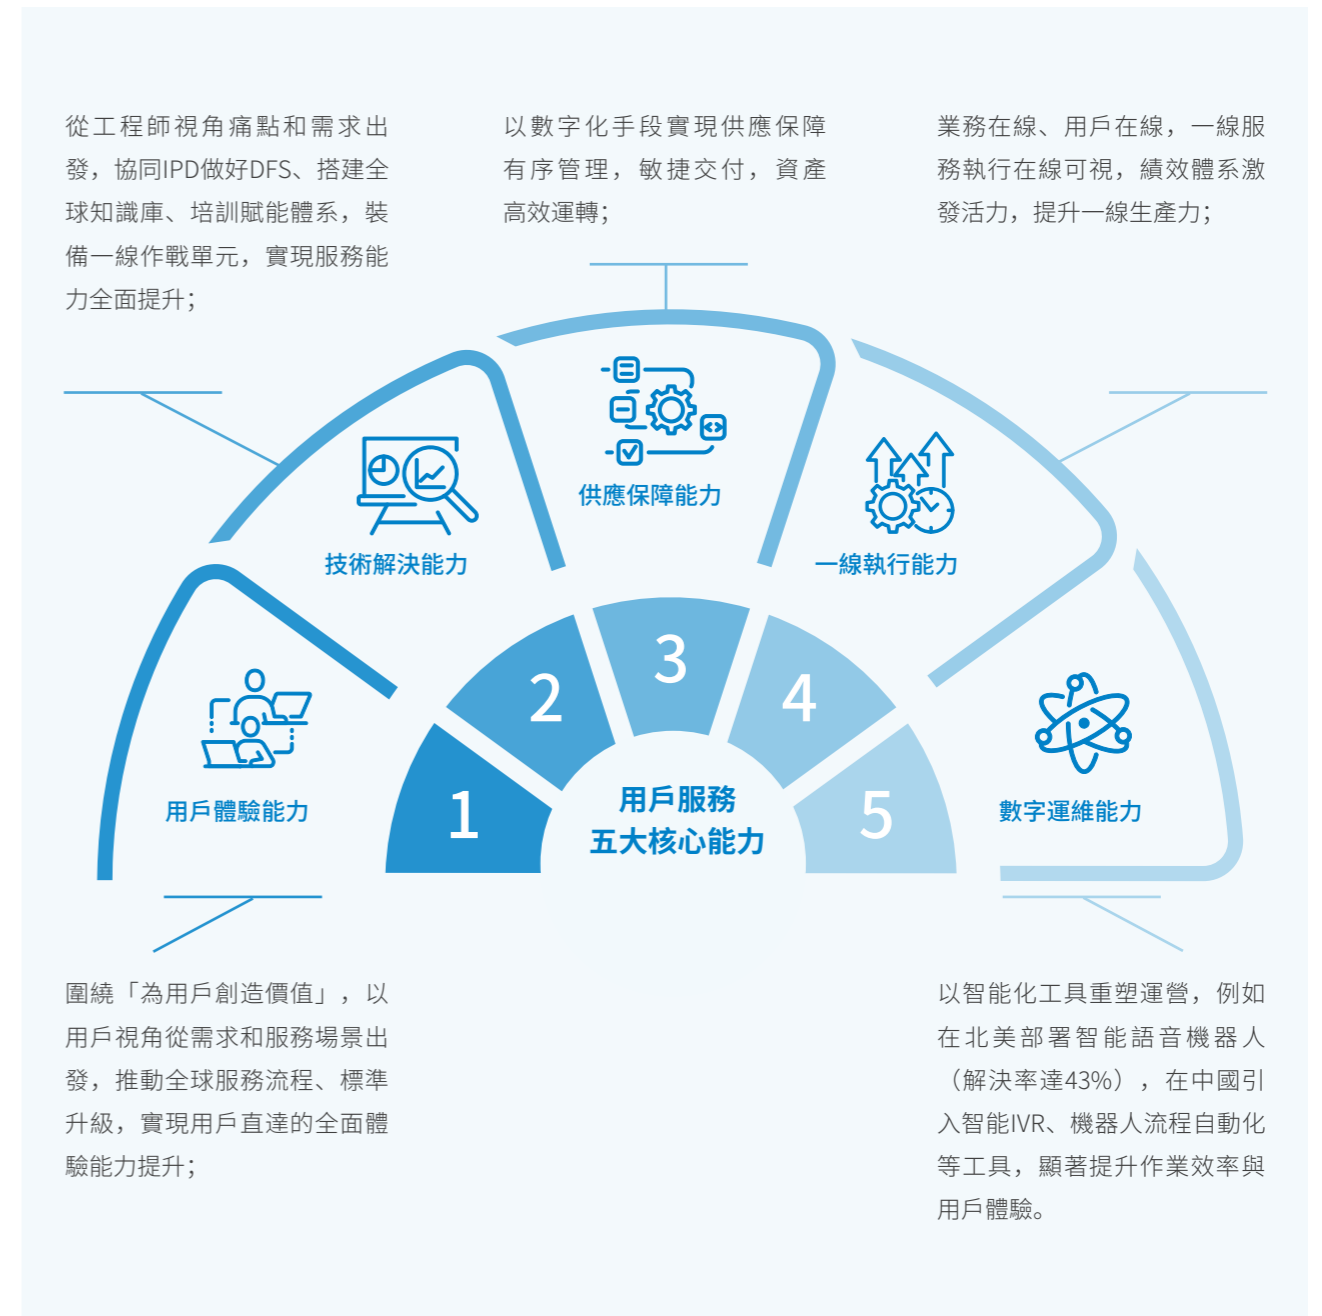 從工程師視角痛點和需求出
發，協同IPD做好DFS、搭建全
球知識庫、培訓賦能體系，裝
備一線作戰單元，實現服務能
力全面提升；
以數字化手段實現供應保障
有序管理，敏捷交付，資產
高效運轉；
業務在線、用戶在線，一線服
務執行在線可視，績效體系激
發活力，提升一線生產力；
供應保障能力
技術解決能力
一線執行能力
用戶體驗能力
數字運維能力
1
2
3
4
5
用戶服務
五大核心能力
圍繞「為用戶創造價值」，以
用戶視角從需求和服務場景出
發，推動全球服務流程、標準
升級，實現用戶直達的全面體
驗能力提升；
以智能化工具重塑運營，例如
在北美部署智能語音機器人
（解決率達43%），在中國引
入智能IVR、機器人流程自動化
等工具，顯著提升作業效率與
用戶體驗。